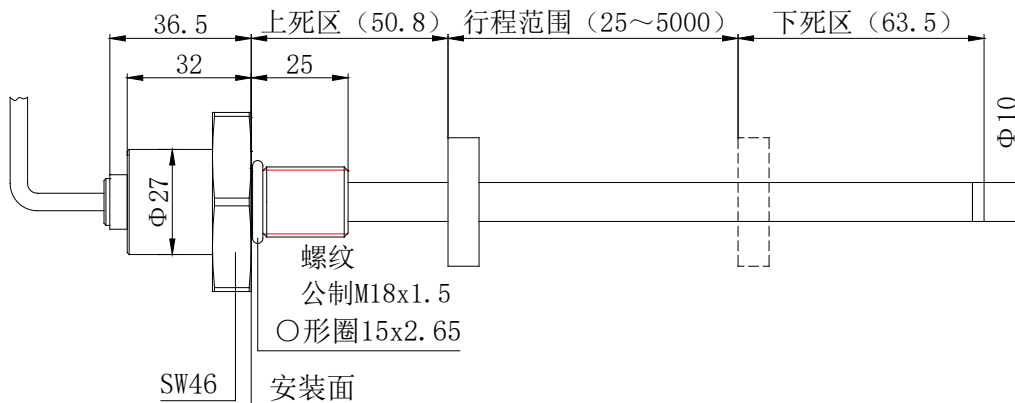 36.5
上死区（50.8）
行程范围（25～5000）
下死区（63.5）
32
25
Φ10
Φ27
螺纹
公制M18x1.5
○形圈15x2.65
SW46
安装面